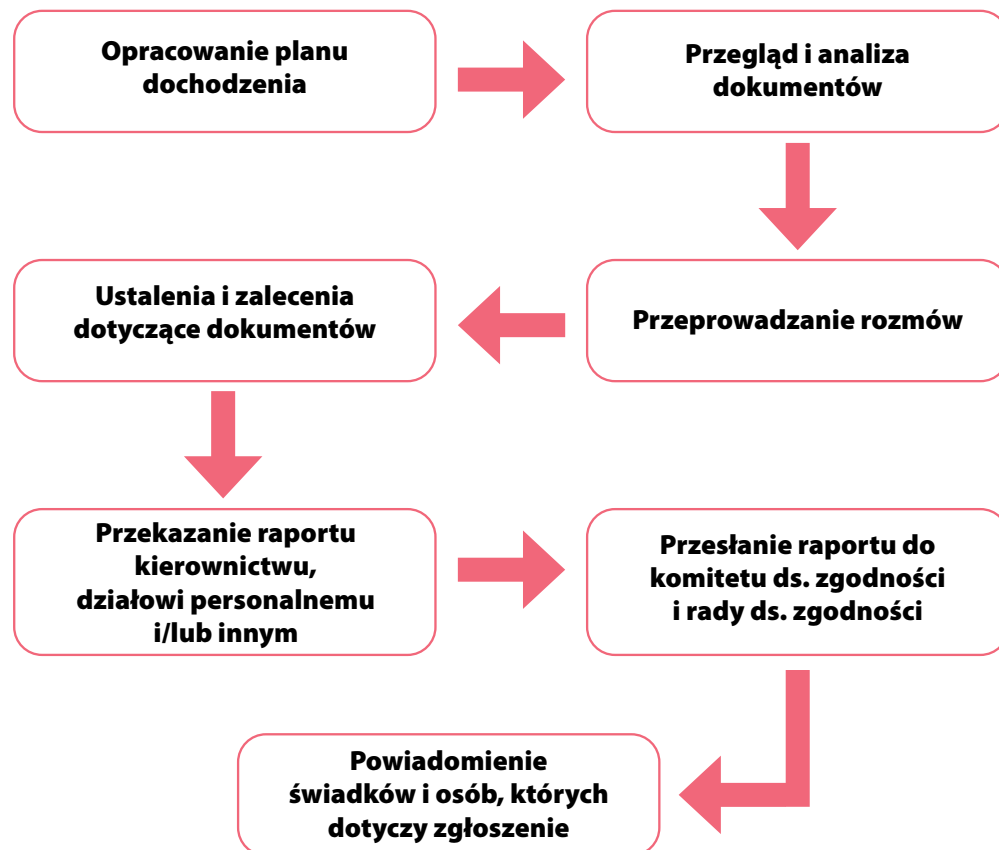 Opracowanie planu
dochodzenia
Przegląd i analiza
dokumentów
Przeprowadzanie rozmów
Ustalenia i zalecenia
dotyczące dokumentów
Przekazanie raportu
kierownictwu,
działowi personalnemu
i/lub innym
Przesłanie raportu do
komitetu ds. zgodności
i rady ds. zgodności
Powiadomienie
świadków i osób, których
dotyczy zgłoszenie